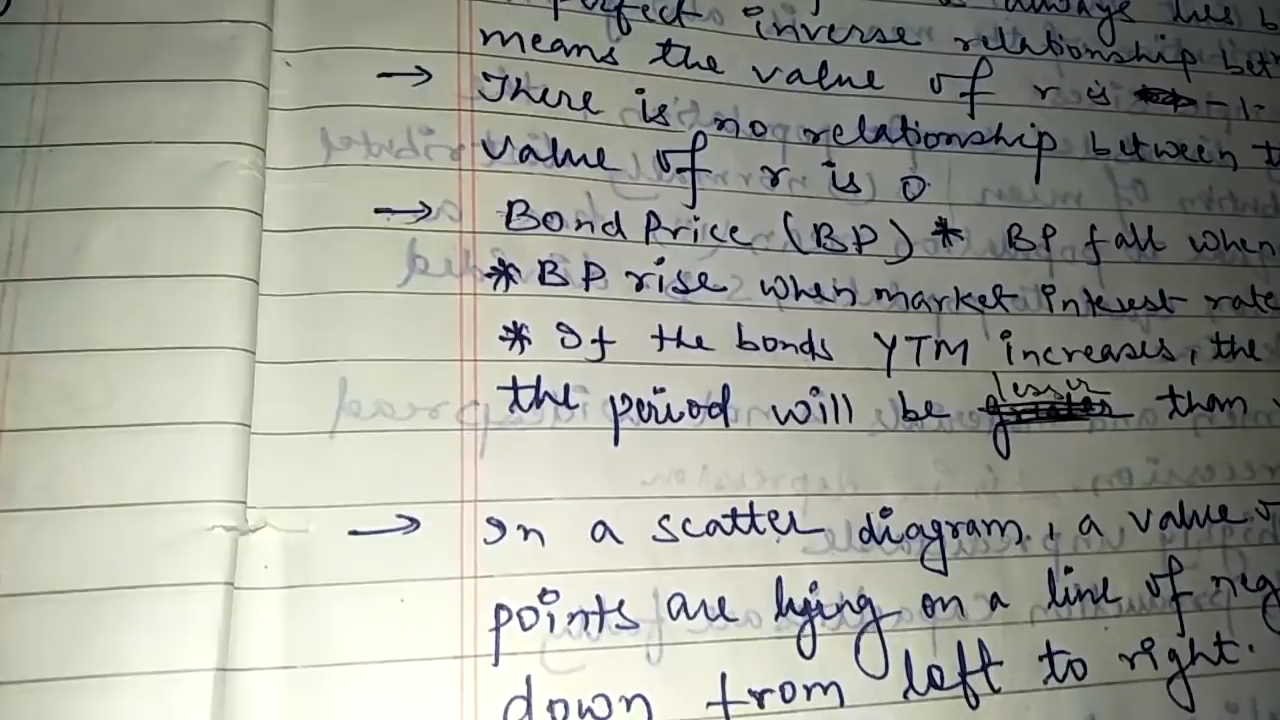 perfect inverse relationship bet
means the value of r is -1.
→ There is no relationship between t
value of r is 0
→ Bond Price (BP) * BP fall when
* BP rise when market interest rate
* If the bonds YTM increases, the
the period will be lesser than
→ In a scatter diagram, a value
points are lying on a line of neg
down from left to right.